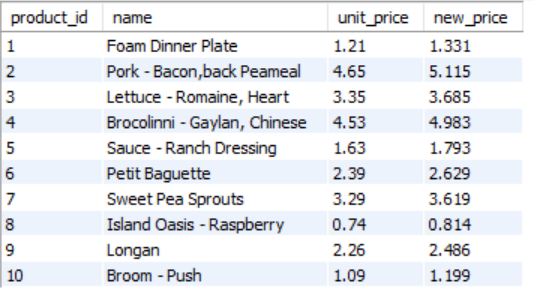 product_id name unit_price new_price
1 Foam Dinner Plate 1.21 1.331
2 Pork - Bacon,back Peameal 4.65 5.115
3 Lettuce - Romaine, Heart 3.35 3.685
4 Brocolinni - Gaylan, Chinese 4.53 4.983
5 Sauce - Ranch Dressing 1.63 1.793
6 Petit Baguette 2.39 2.629
7 Sweet Pea Sprouts 3.29 3.619
8 Island Oasis - Raspberry 0.74 0.814
9 Longan 2.26 2.486
10 Broom - Push 1.09 1.199